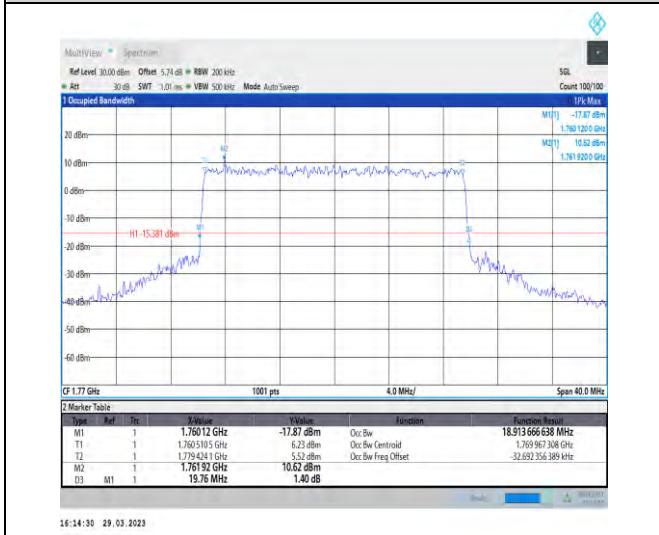 MultiView Spectrum
Ref Level 30.00 dBm Offset 5.74 dB RBW 200 kHz SGL
Att 30 dB SWT 1.01 ms VBW 500 kHz Mode Auto Sweep Count 100/100
1 Occupied Bandwidth 1Pk Max
M1[1] -17.87 dBm
1.760 120 0 GHz
M2[1] 10.62 dBm
1.761 920 0 GHz
20 dBm
M2
10 dBm
0 dBm
-10 dBm
M1
H1 -15.381 dBm
-20 dBm
-30 dBm
-40 dBm
-50 dBm
-60 dBm
CF 1.77 GHz 1001 pts 4.0 MHz/ Span 40.0 MHz
2 Marker Table
Type Ref Trc X-Value Y-Value Function Function Result
M1 1 1.76012 GHz -17.87 dBm Occ Bw 18.913 666 638 MHz
T1 1 1.760 510 5 GHz 6.23 dBm Occ Bw Centroid 1.769 967 308 GHz
T2 1 1.779 424 1 GHz 5.52 dBm Occ Bw Freq Offset -32.692 356 389 kHz
M2 1 1.761 92 GHz 10.62 dBm
D3 M1 1 19.76 MHz 1.40 dB
16:14:30 29.03.2023